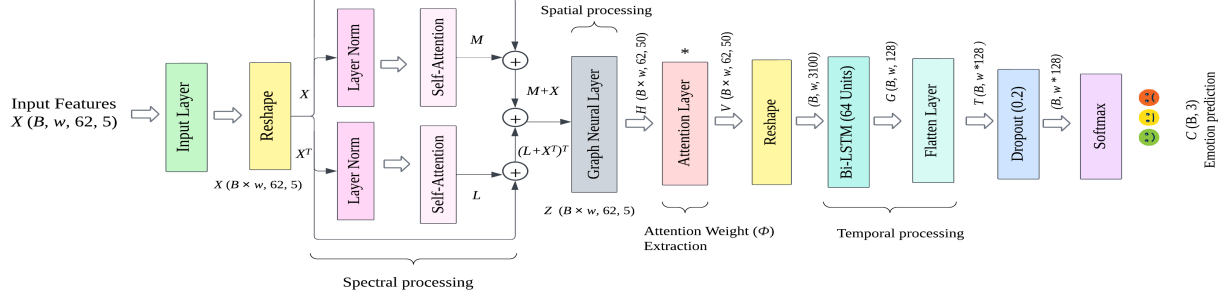 Input Features
X (B, w, 62, 5)
Input Layer
Reshape
X (B × w, 62, 5)
X
Xᵀ
Layer Norm
Self-Attention
M
Layer Norm
Self-Attention
L
M+X
(L+Xᵀ)ᵀ
Spectral processing
Spatial processing
Graph Neural Layer
Z (B × w, 62, 5)
H (B × w, 62, 50)
*
Attention Layer
Attention Weight (Φ)
Extraction
V (B × w, 62, 50)
Reshape
(B, w, 3100)
Bi-LSTM (64 Units)
G (B, w, 128)
Flatten Layer
Temporal processing
T (B, w *128 )
Dropout (0.2)
(B, w * 128)
Softmax
C (B, 3)
Emotion prediction